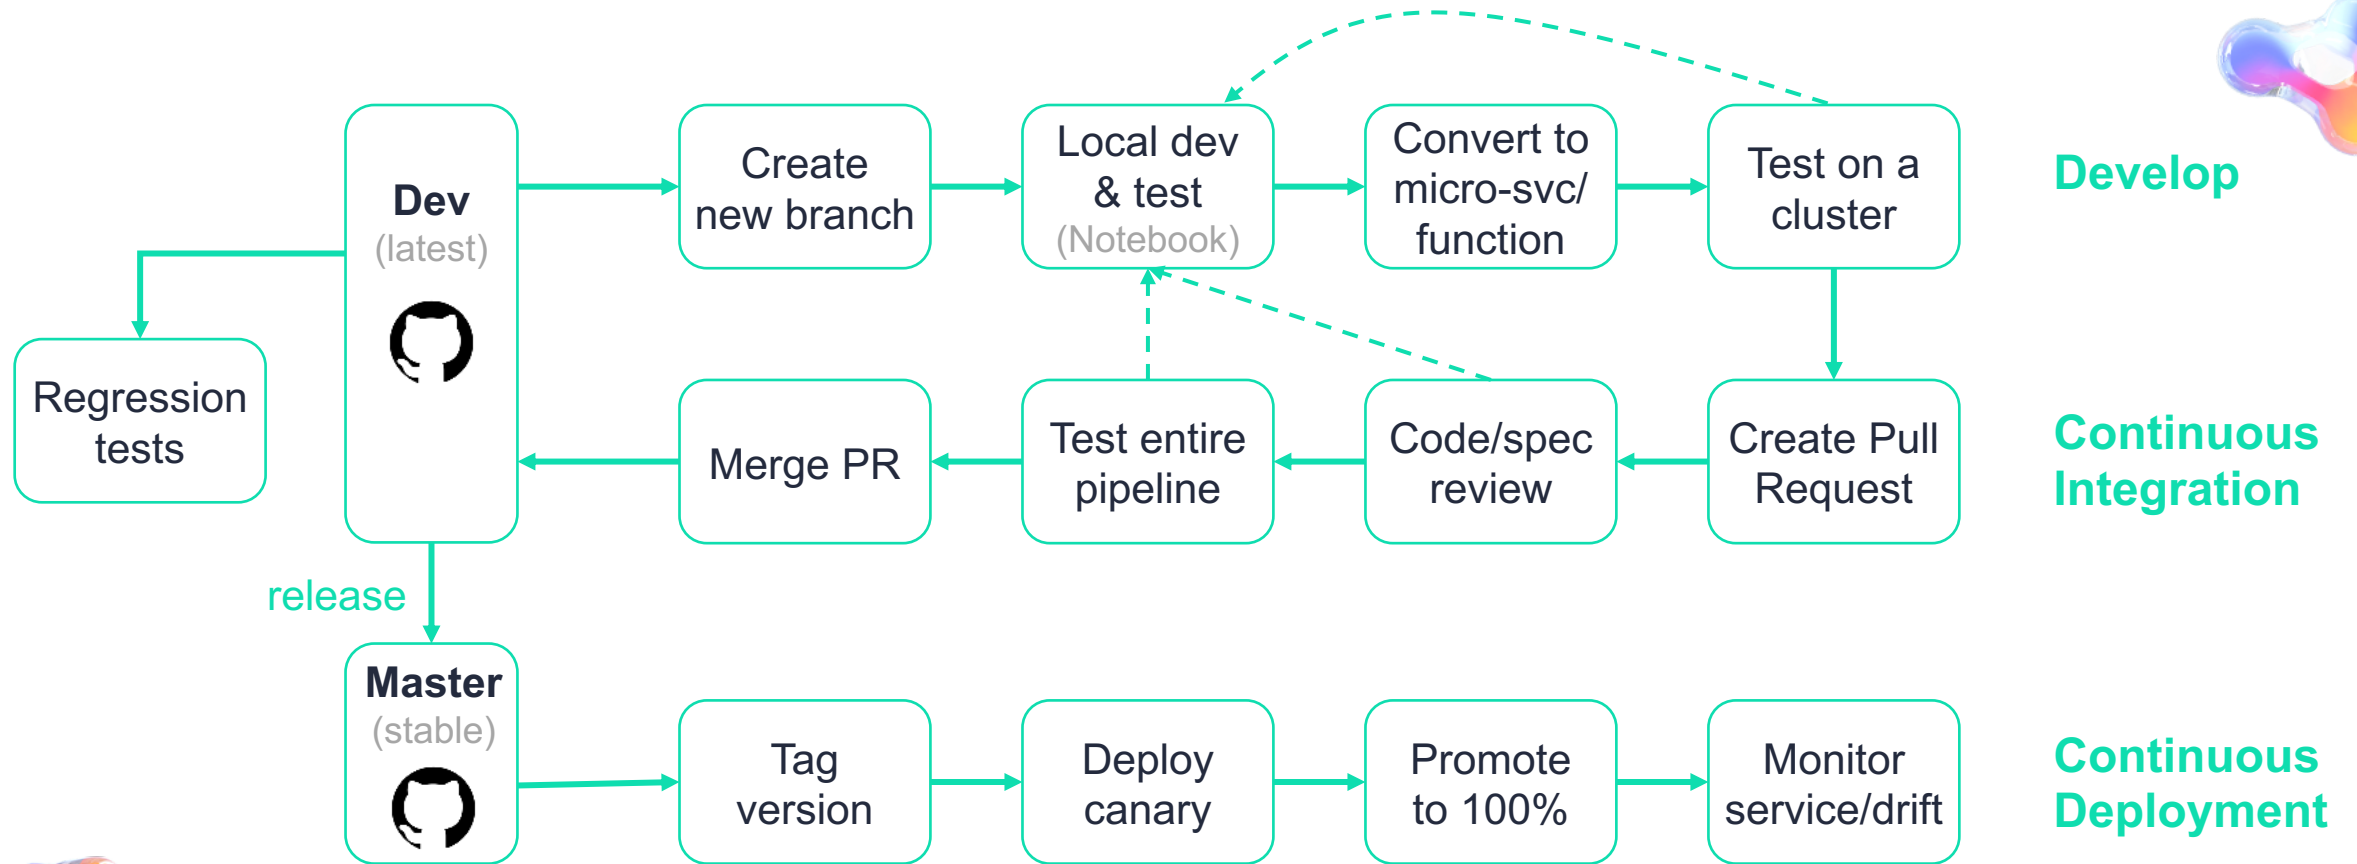 Dev
(latest)
Create
new branch
Local dev
& test
(Notebook)
Convert to
micro-svc/
function
Test on a
cluster
Develop
Regression
tests
Merge PR
Test entire
pipeline
Code/spec
review
Create Pull
Request
Continuous
Integration
release
Master
(stable)
Tag
version
Deploy
canary
Promote
to 100%
Monitor
service/drift
Continuous
Deployment